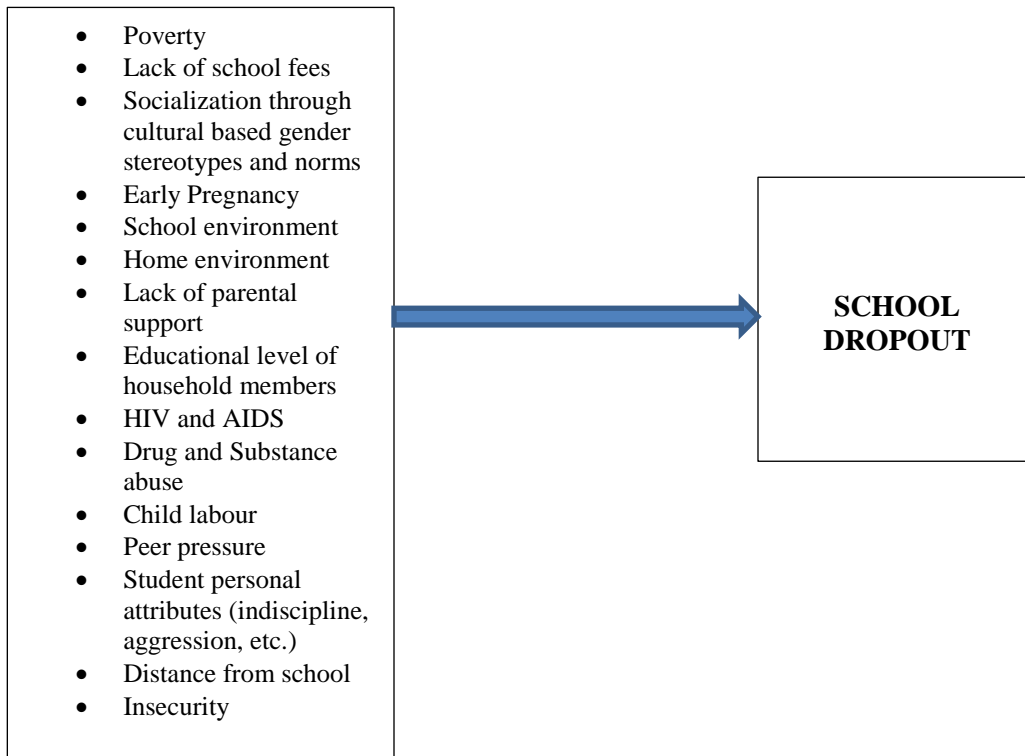 • Poverty
• Lack of school fees
• Socialization through
cultural based gender
stereotypes and norms
• Early Pregnancy
• School environment
• Home environment
• Lack of parental
support
• Educational level of
household members
• HIV and AIDS
• Drug and Substance
abuse
• Child labour
• Peer pressure
• Student personal
attributes (indiscipline,
aggression, etc.)
• Distance from school
• Insecurity
SCHOOL
DROPOUT